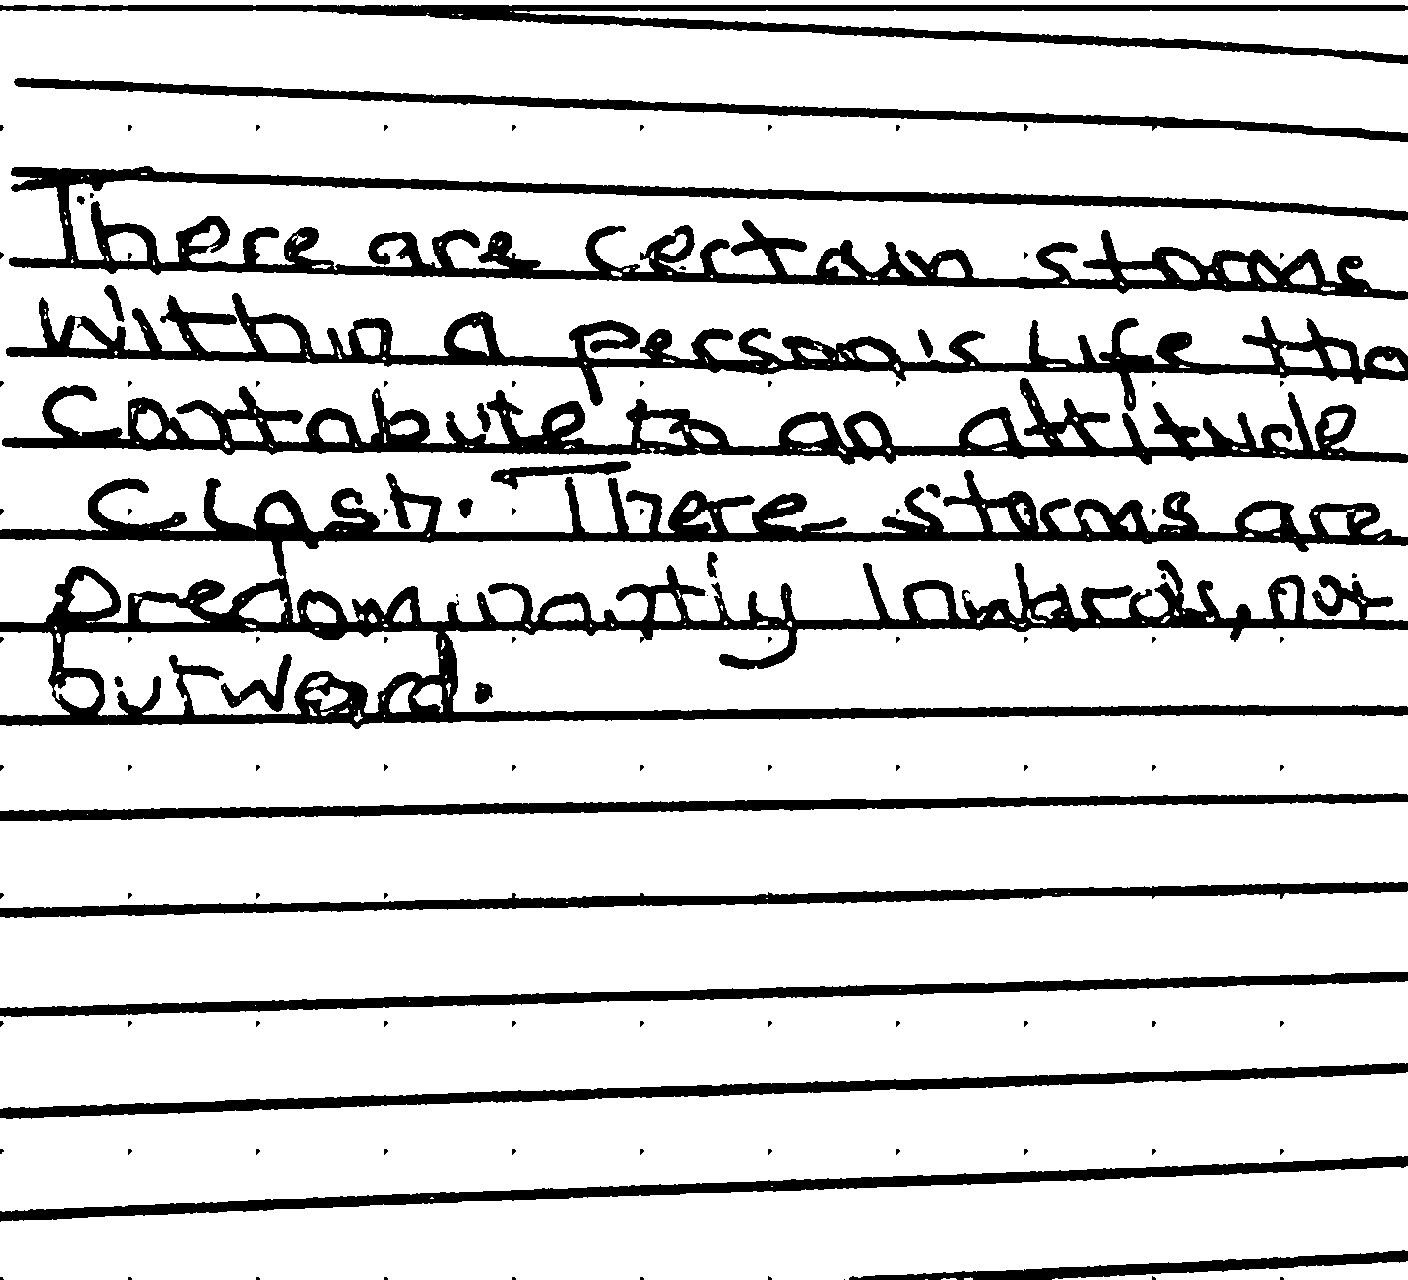 There are certain storms
within a person's life tha
contribute to an attitude
clash. There storms are
predominantly inwards, not
outward.